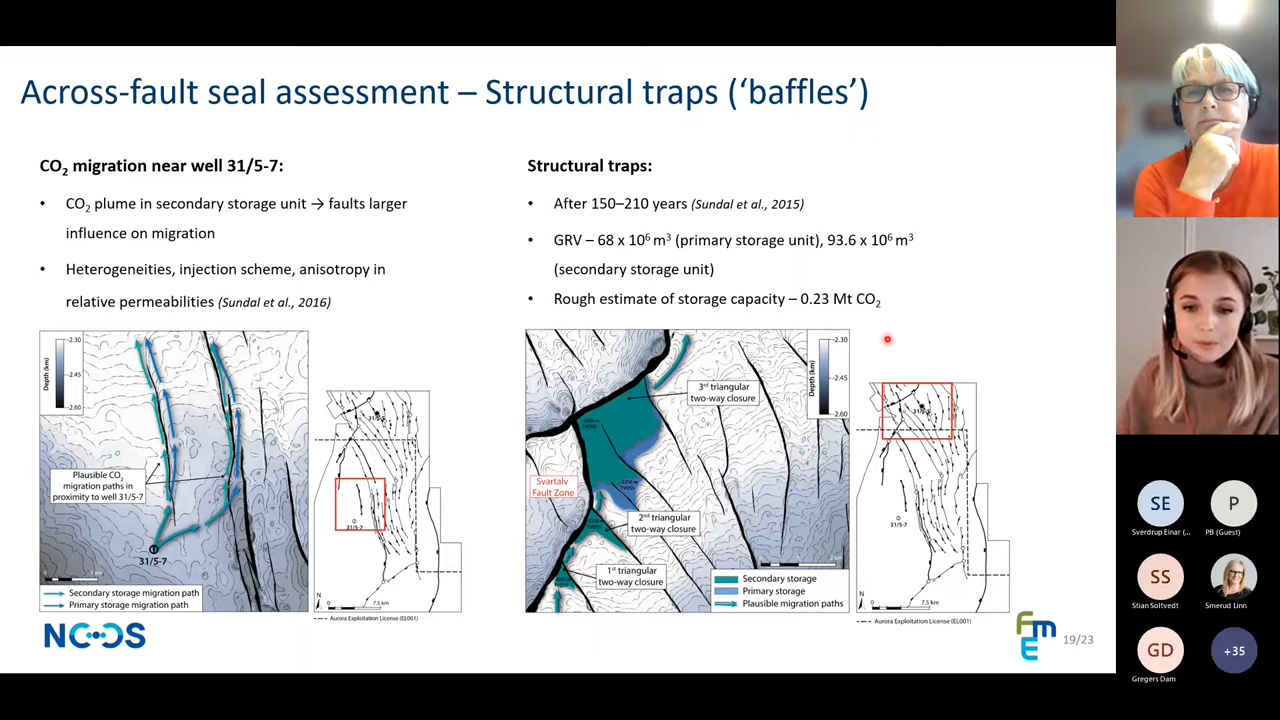 Across-fault seal assessment – Structural traps (‘baffles’)
CO2 migration near well 31/5-7:
• CO2 plume in secondary storage unit → faults larger
influence on migration
• Heterogeneities, injection scheme, anisotropy in
relative permeabilities (Sundal et al., 2016)
Structural traps:
• After 150–210 years (Sundal et al., 2015)
• GRV – 68 x 10⁶ m³ (primary storage unit), 93.6 x 10⁶ m³
(secondary storage unit)
• Rough estimate of storage capacity – 0.23 Mt CO2
Depth (km)
-2.30
-2.45
-2.60
Plausible CO2
migration paths in
proximity to well 31/5-7
31/5-7
Secondary storage migration path
Primary storage migration path
31/5-7
N
0
7.5 km
Aurora Exploitation License (EL001)
3rd triangular
two-way closure
Svartalv
Fault Zone
2nd triangular
two-way closure
1st triangular
two-way closure
Depth (km)
-2.30
-2.45
-2.60
Secondary storage
Primary storage
Plausible migration paths
31/5-7
N
0
7.5 km
Aurora Exploitation License (EL001)
NCCS
FME
19/23
SE
Sverdrup Einar (...
P
PB (Guest)
SS
Stian Soltvedt
Smerud Linn
GD
Gregers Dam
+35